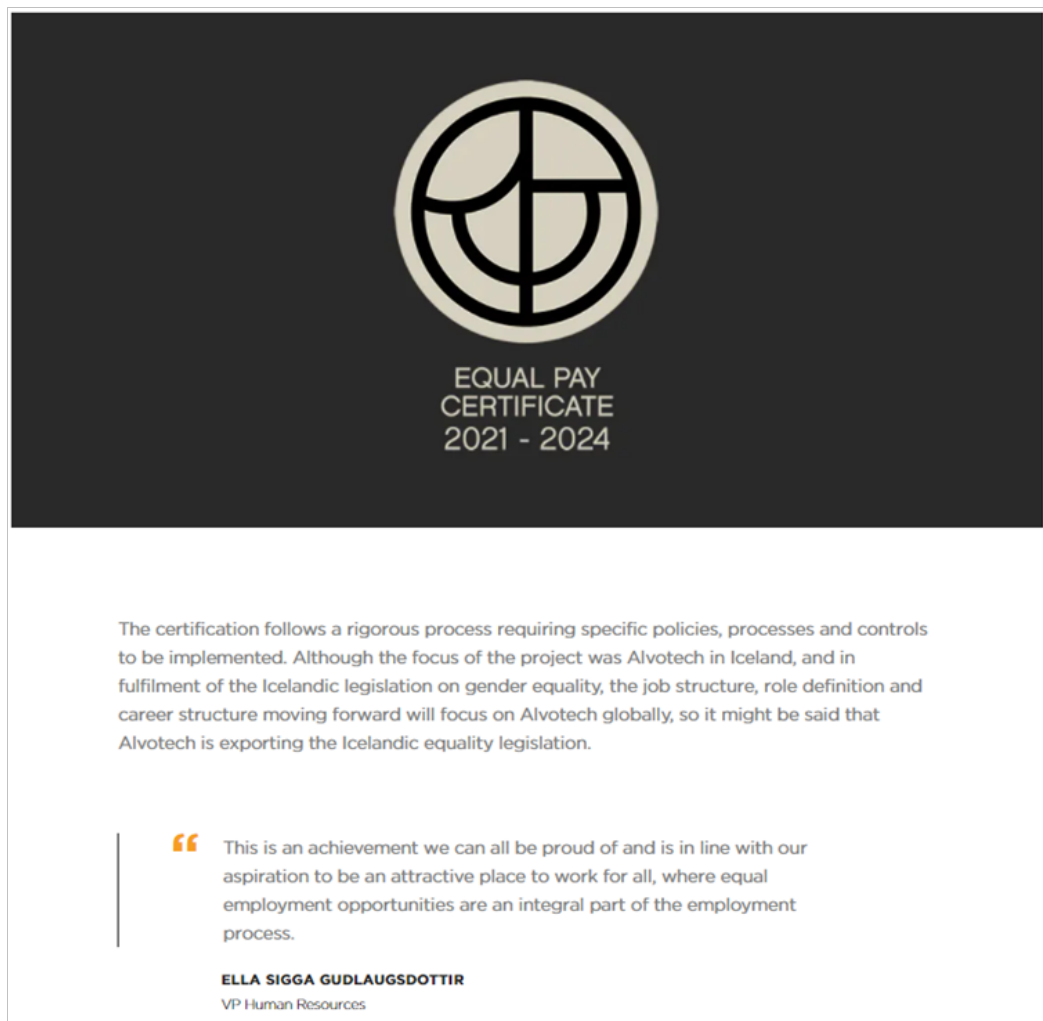 EQUAL PAY
CERTIFICATE
2021 - 2024
The certification follows a rigorous process requiring specific policies, processes and controls
to be implemented. Although the focus of the project was Alvotech in Iceland, and in
fulfilment of the Icelandic legislation on gender equality, the job structure, role definition and
career structure moving forward will focus on Alvotech globally, so it might be said that
Alvotech is exporting the Icelandic equality legislation.
“ This is an achievement we can all be proud of and is in line with our
aspiration to be an attractive place to work for all, where equal
employment opportunities are an integral part of the employment
process.
ELLA SIGGA GUDLAUGSDOTTIR
VP Human Resources